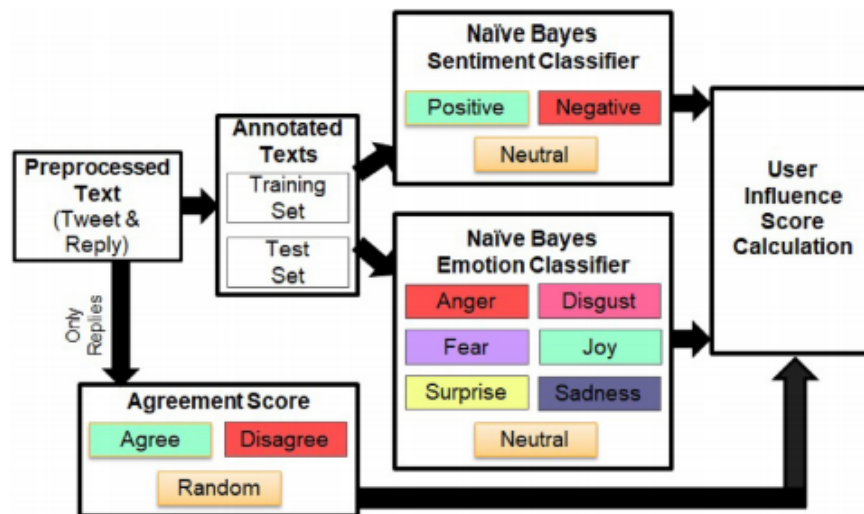 Preprocessed
Text
(Tweet &
Reply)
Only
Replies
Annotated
Texts
Training
Set
Test
Set
Naïve Bayes
Sentiment Classifier
Positive
Negative
Neutral
Naïve Bayes
Emotion Classifier
Anger
Disgust
Fear
Joy
Surprise
Sadness
Neutral
Agreement Score
Agree
Disagree
Random
User
Influence
Score
Calculation